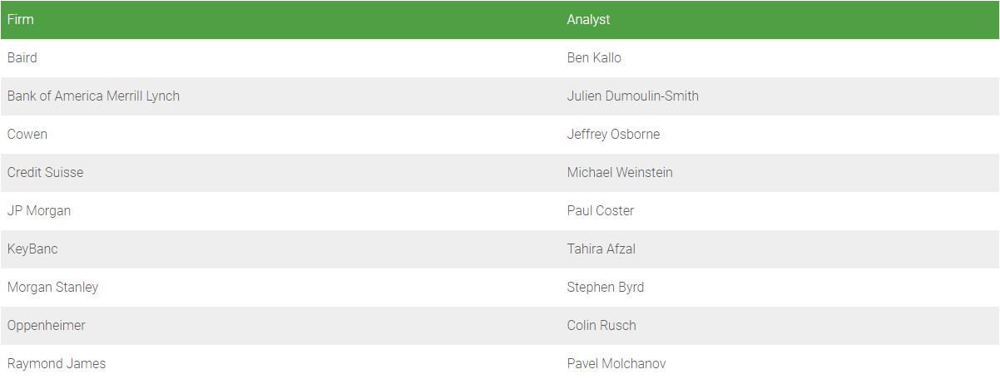 Firm Analyst
Baird Ben Kallo
Bank of America Merrill Lynch Julien Dumoulin-Smith
Cowen Jeffrey Osborne
Credit Suisse Michael Weinstein
JP Morgan Paul Coster
KeyBanc Tahira Afzal
Morgan Stanley Stephen Byrd
Oppenheimer Colin Rusch
Raymond James Pavel Molchanov